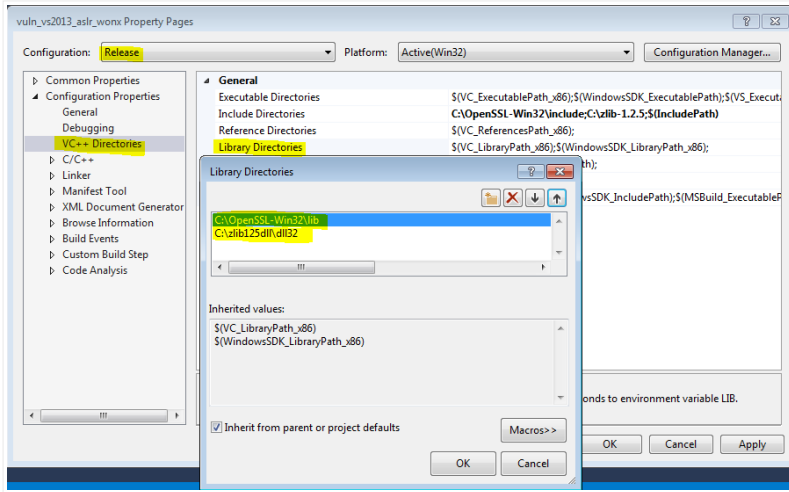 vuln_vs2013_aslr_wonx Property Pages
Configuration: Release Platform: Active(Win32) Configuration Manager...
Common Properties
Configuration Properties
General
Debugging
VC++ Directories
C/C++
Linker
Manifest Tool
XML Document Generator
Browse Information
Build Events
Custom Build Step
Code Analysis
General
Executable Directories $(VC_ExecutablePath_x86);$(WindowsSDK_ExecutablePath);$(VS_Executa
Include Directories C:\OpenSSL-Win32\include;C:\zlib-1.2.5;$(IncludePath)
Reference Directories $(VC_ReferencesPath_x86);
Library Directories $(VC_LibraryPath_x86);$(WindowsSDK_LibraryPath_x86);
th);
wsSDK_IncludePath);$(MSBuild_ExecutableP
Library Directories
C:\OpenSSL-Win32\lib
C:\zlib125dll\dll32
Inherited values:
$(VC_LibraryPath_x86)
$(WindowsSDK_LibraryPath_x86)
Inherit from parent or project defaults
Macros>>
OK Cancel
onds to environment variable LIB.
OK Cancel Apply